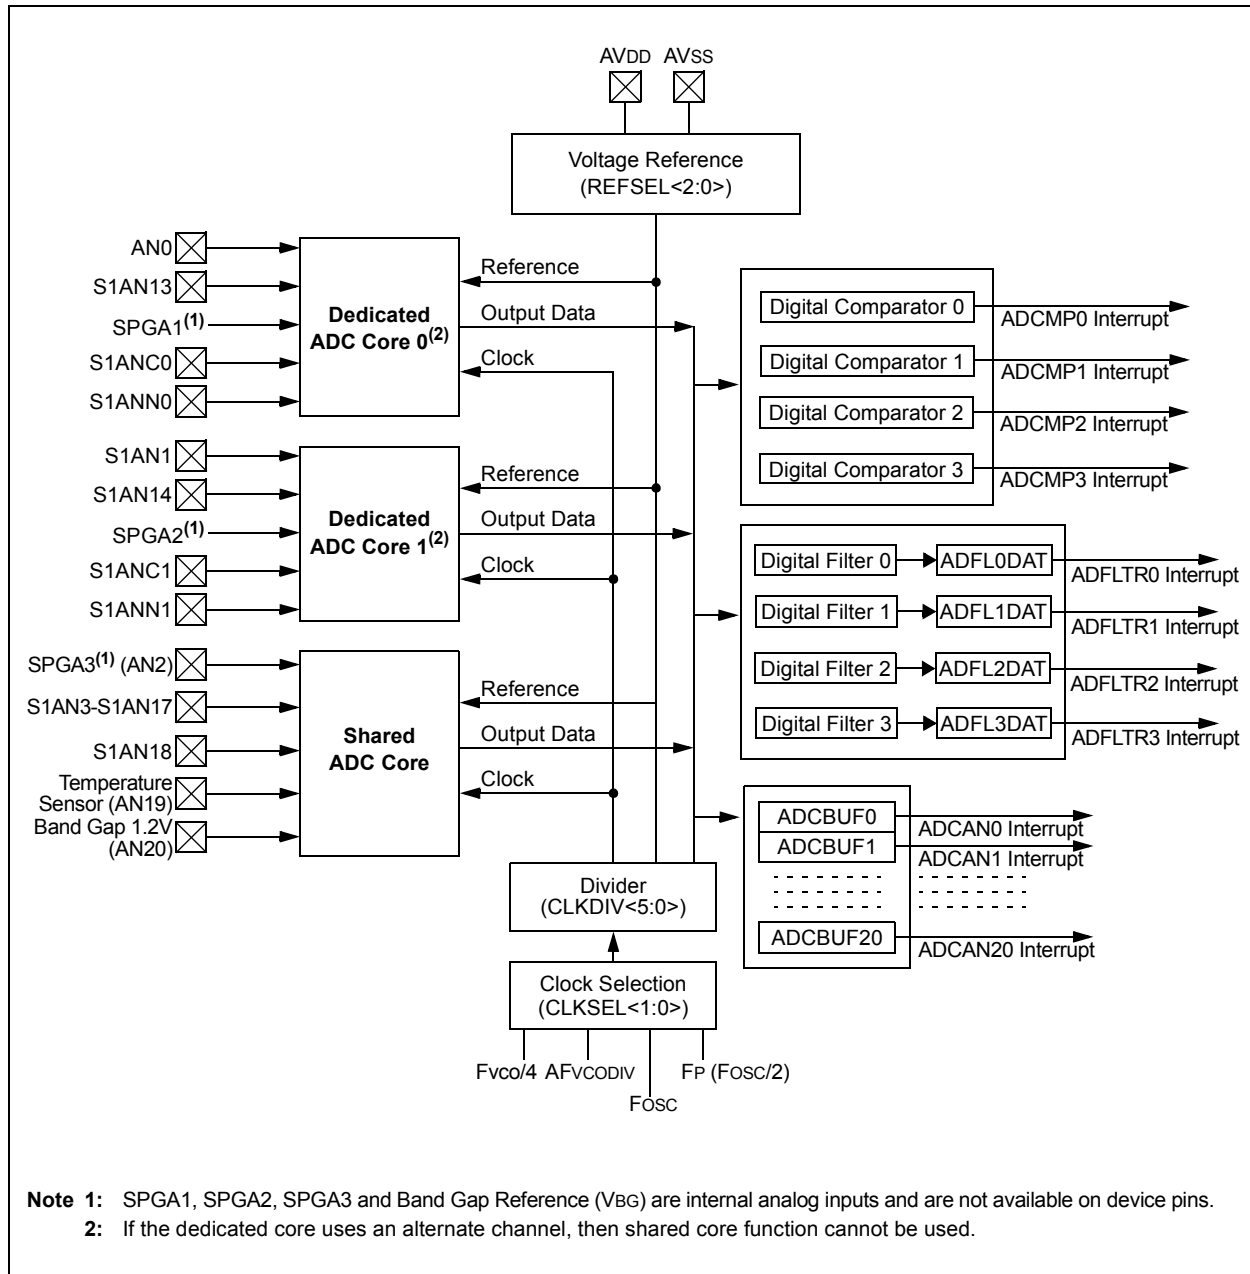 AVDD AVSS
Voltage Reference
(REFSEL<2:0>)
AN0
S1AN13
SPGA1(1)
S1ANC0
S1ANN0
Dedicated
ADC Core 0(2)
Reference
Output Data
Clock
S1AN1
S1AN14
SPGA2(1)
S1ANC1
S1ANN1
Dedicated
ADC Core 1(2)
Reference
Output Data
Clock
SPGA3(1) (AN2)
S1AN3-S1AN17
S1AN18
Temperature
Sensor (AN19)
Band Gap 1.2V
(AN20)
Shared
ADC Core
Reference
Output Data
Clock
Digital Comparator 0
ADCMP0 Interrupt
Digital Comparator 1
ADCMP1 Interrupt
Digital Comparator 2
ADCMP2 Interrupt
Digital Comparator 3
ADCMP3 Interrupt
Digital Filter 0 ADFL0DAT
ADFLTR0 Interrupt
Digital Filter 1 ADFL1DAT
ADFLTR1 Interrupt
Digital Filter 2 ADFL2DAT
ADFLTR2 Interrupt
Digital Filter 3 ADFL3DAT
ADFLTR3 Interrupt
ADCBUF0
ADCAN0 Interrupt
ADCBUF1
ADCAN1 Interrupt
ADCBUF20
ADCAN20 Interrupt
Divider
(CLKDIV<5:0>)
Clock Selection
(CLKSEL<1:0>)
Fvco/4 AFVCODIV FP (FOSC/2)
FOSC
Note 1: SPGA1, SPGA2, SPGA3 and Band Gap Reference (VBG) are internal analog inputs and are not available on device pins.
2: If the dedicated core uses an alternate channel, then shared core function cannot be used.